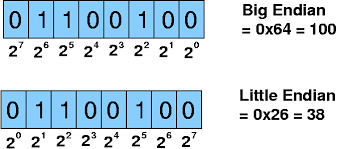 0 1 1 0 0 1 0 0 Big Endian
= 0x64 = 100
2⁷ 2⁶ 2⁵ 2⁴ 2³ 2² 2¹ 2⁰
0 1 1 0 0 1 0 0 Little Endian
= 0x26 = 38
2⁰ 2¹ 2² 2³ 2⁴ 2⁵ 2⁶ 2⁷